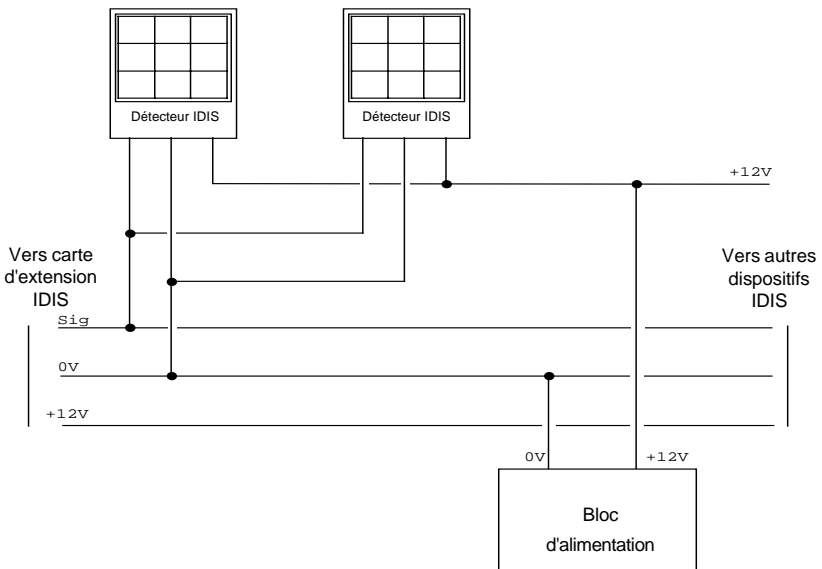 Détecteur IDIS
Détecteur IDIS
+12V
Vers carte
d'extension
IDIS
Vers autres
dispositifs
IDIS
Sig
0V
+12V
0V
+12V
Bloc
d'alimentation